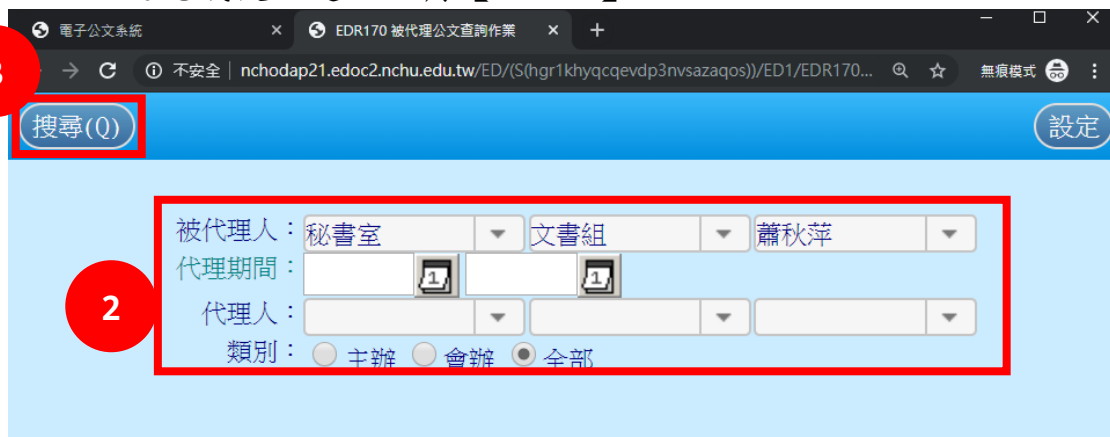 電子公文系統 × EDR170 被代理公文查詢作業 × +
不安全 | nchodap21.edoc2.nchu.edu.tw/ED/(S(hgr1khyqcqevdp3nvsazaqos))/ED1/EDR170... 無痕模式
搜尋(Q) 設定
被代理人：秘書室 文書組 蕭秋萍
代理期間： 1 1
2
代理人：
類別： 主辦 會辦 全部